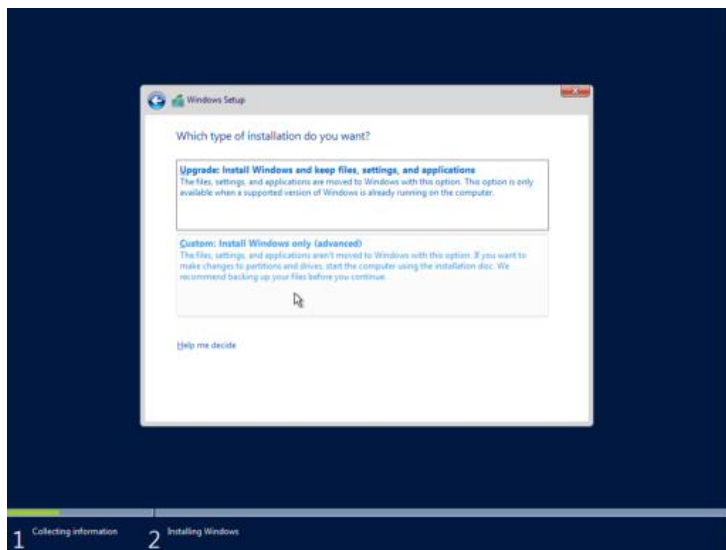 Windows Setup
Which type of installation do you want?
Upgrade: Install Windows and keep files, settings, and applications
The files, settings, and applications are moved to Windows with this option. This option is only
available when a supported version of Windows is already running on the computer.
Custom: Install Windows only (advanced)
The files, settings, and applications aren't moved to Windows with this option. If you want to
make changes to partitions and drives, start the computer using the installation disc. We
recommend backing up your files before you continue.
Help me decide
1 Collecting information 2 Installing Windows